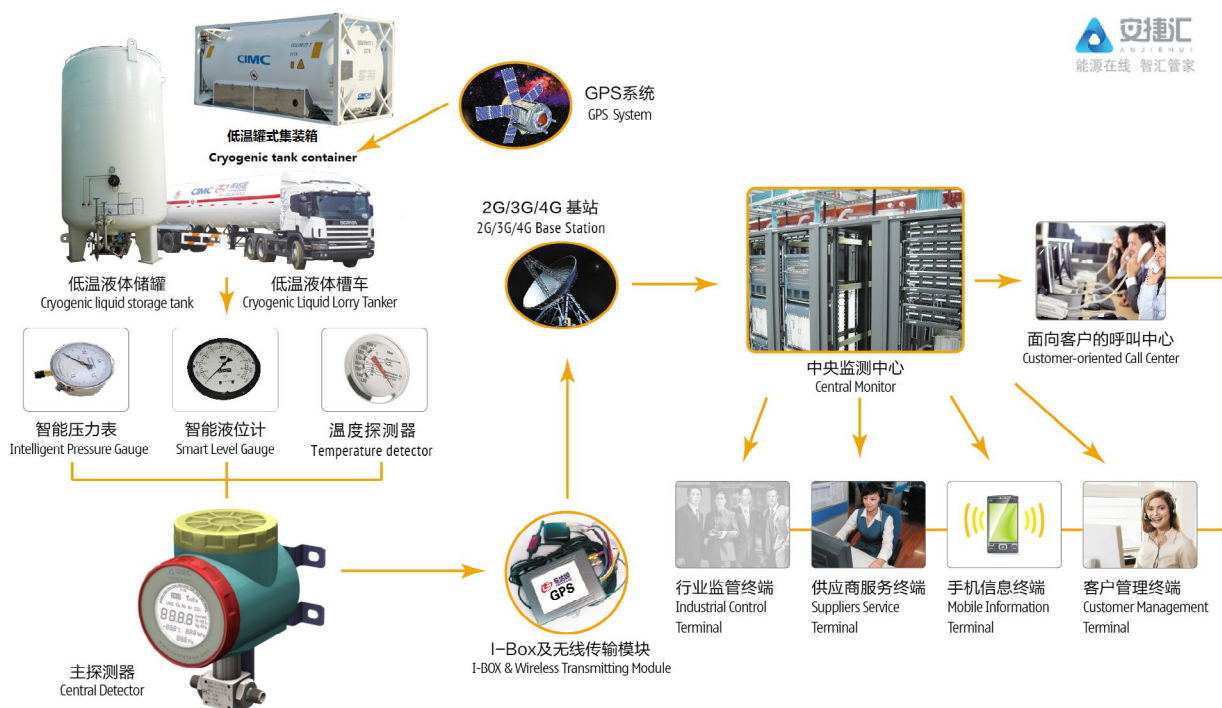 安捷汇
ANJIEHUI
能源在线 智汇管家
CIMC
低温罐式集装箱
Cryogenic tank container
GPS系统
GPS System
CIMC
2G/3G/4G 基站
2G/3G/4G Base Station
低温液体储罐
Cryogenic liquid storage tank
低温液体槽车
Cryogenic Liquid Lorry Tanker
中央监测中心
Central Monitor
面向客户的呼叫中心
Customer-oriented Call Center
智能压力表
Intelligent Pressure Gauge
智能液位计
Smart Level Gauge
温度探测器
Temperature detector
GPS
主探测器
Central Detector
I-Box及无线传输模块
I-BOX & Wireless Transmitting Module
行业监管终端
Industrial Control
Terminal
供应商服务终端
Suppliers Service
Terminal
手机信息终端
Mobile Information
Terminal
客户管理终端
Customer Management
Terminal